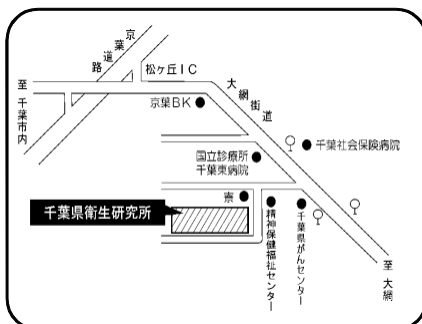 京葉道路
松ヶ丘IC
大網街道
至 千葉市内
京葉BK
千葉社会保険病院
国立診療所
千葉東病院
寮
千葉県衛生研究所
精神保健福祉センター
千葉県がんセンター
至 大網